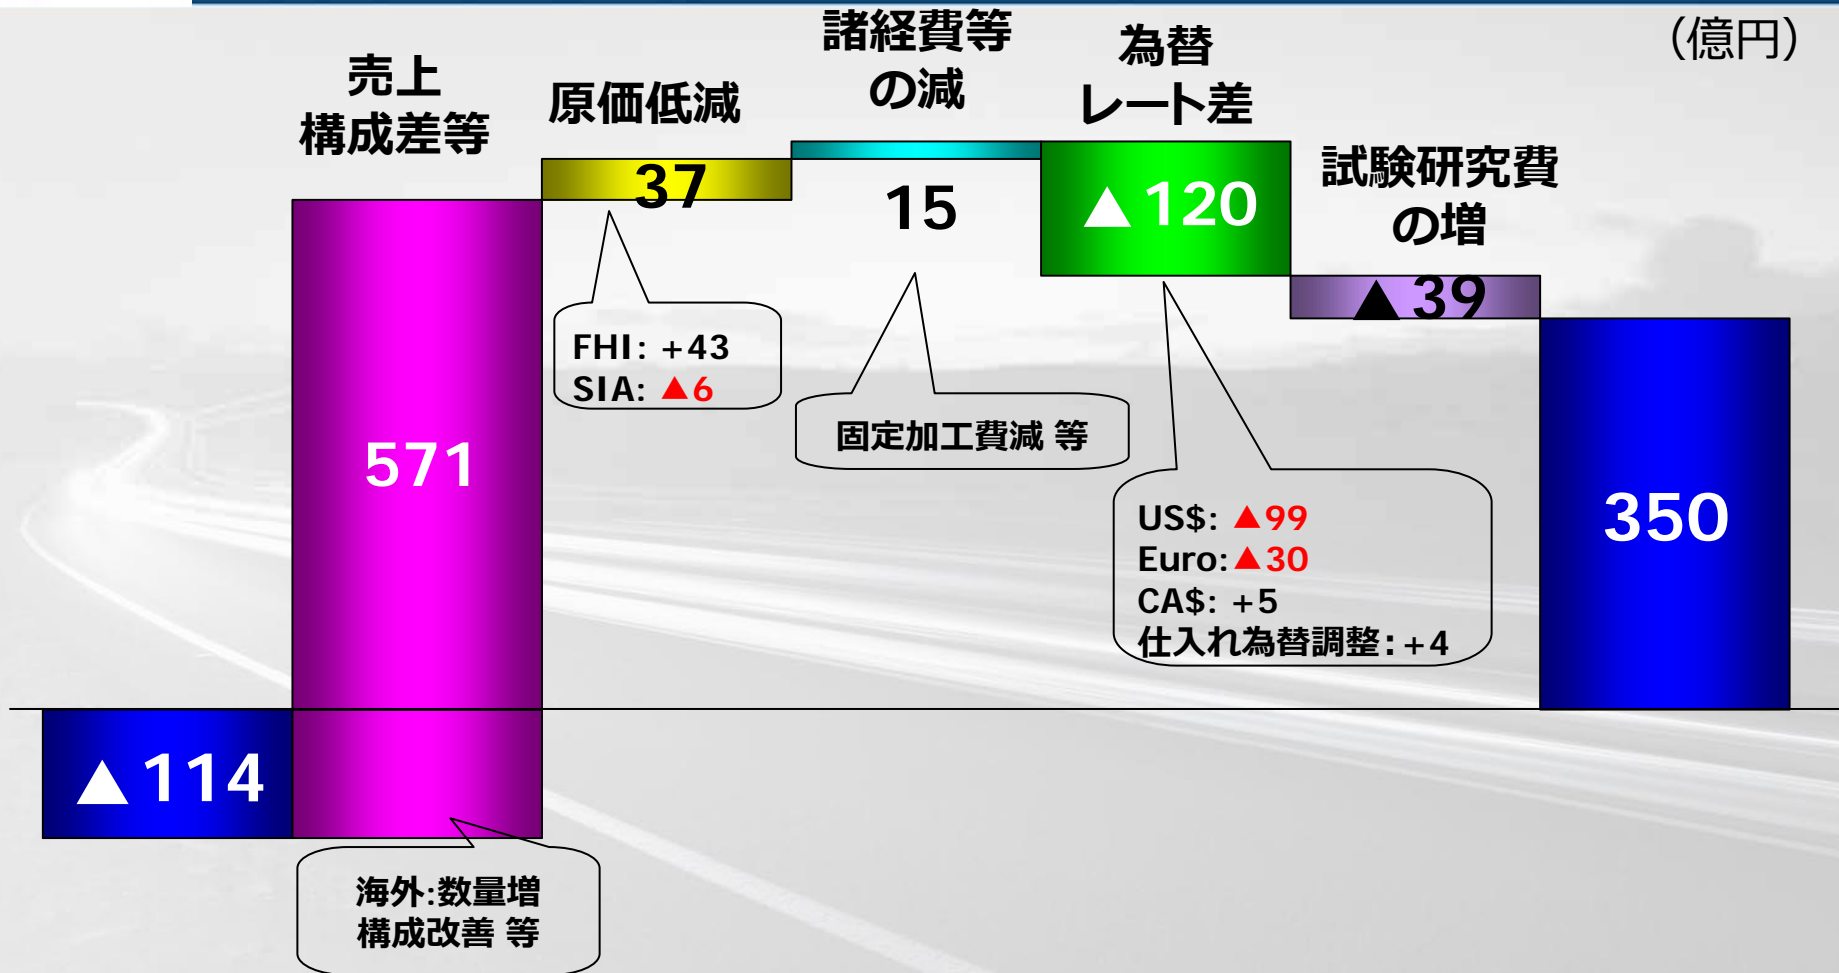 (億円)
売上
構成差等
原価低減
諸経費等
の減
為替
レート差
試験研究費
の増
37
15
▲120
▲39
571
350
▲114
FHI: +43
SIA: ▲6
固定加工費減 等
US$: ▲99
Euro:▲30
CA$: +5
仕入れ為替調整:+4
海外:数量増
構成改善 等